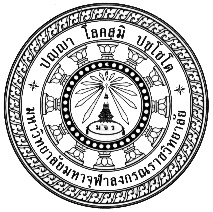 ปญฺญา โลกสฺมิ ปชฺโชโต
ม จ ร
มหาวิทยาลัยมหาจุฬาลงกรณราชวิทยาลัย